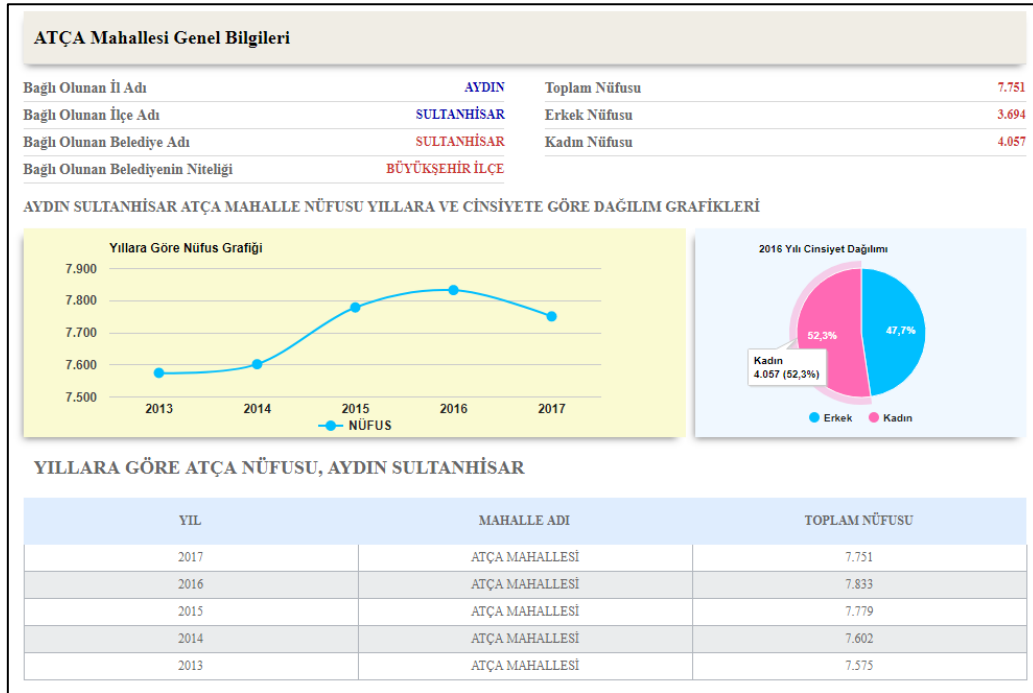 ATÇA Mahallesi Genel Bilgileri
Bağlı Olunan İl Adı AYDIN
Bağlı Olunan İlçe Adı SULTANHİSAR
Bağlı Olunan Belediye Adı SULTANHİSAR
Bağlı Olunan Belediyenin Niteliği BÜYÜKŞEHİR İLÇE
Toplam Nüfusu 7.751
Erkek Nüfusu 3.694
Kadın Nüfusu 4.057
AYDIN SULTANHİSAR ATÇA MAHALLE NÜFUSU YILLARA VE CİNSİYETE GÖRE DAĞILIM GRAFİKLERİ
Yıllara Göre Nüfus Grafiği
7.900
7.800
7.700
7.600
7.500
2013 2014 2015 2016 2017
NÜFUS
2016 Yılı Cinsiyet Dağılımı
52,3% 47,7%
Kadın
4.057 (52,3%)
Erkek Kadın
YILLARA GÖRE ATÇA NÜFUSU, AYDIN SULTANHİSAR
YIL MAHALLE ADI TOPLAM NÜFUSU
2017 ATÇA MAHALLESİ 7.751
2016 ATÇA MAHALLESİ 7.833
2015 ATÇA MAHALLESİ 7.779
2014 ATÇA MAHALLESİ 7.602
2013 ATÇA MAHALLESİ 7.575